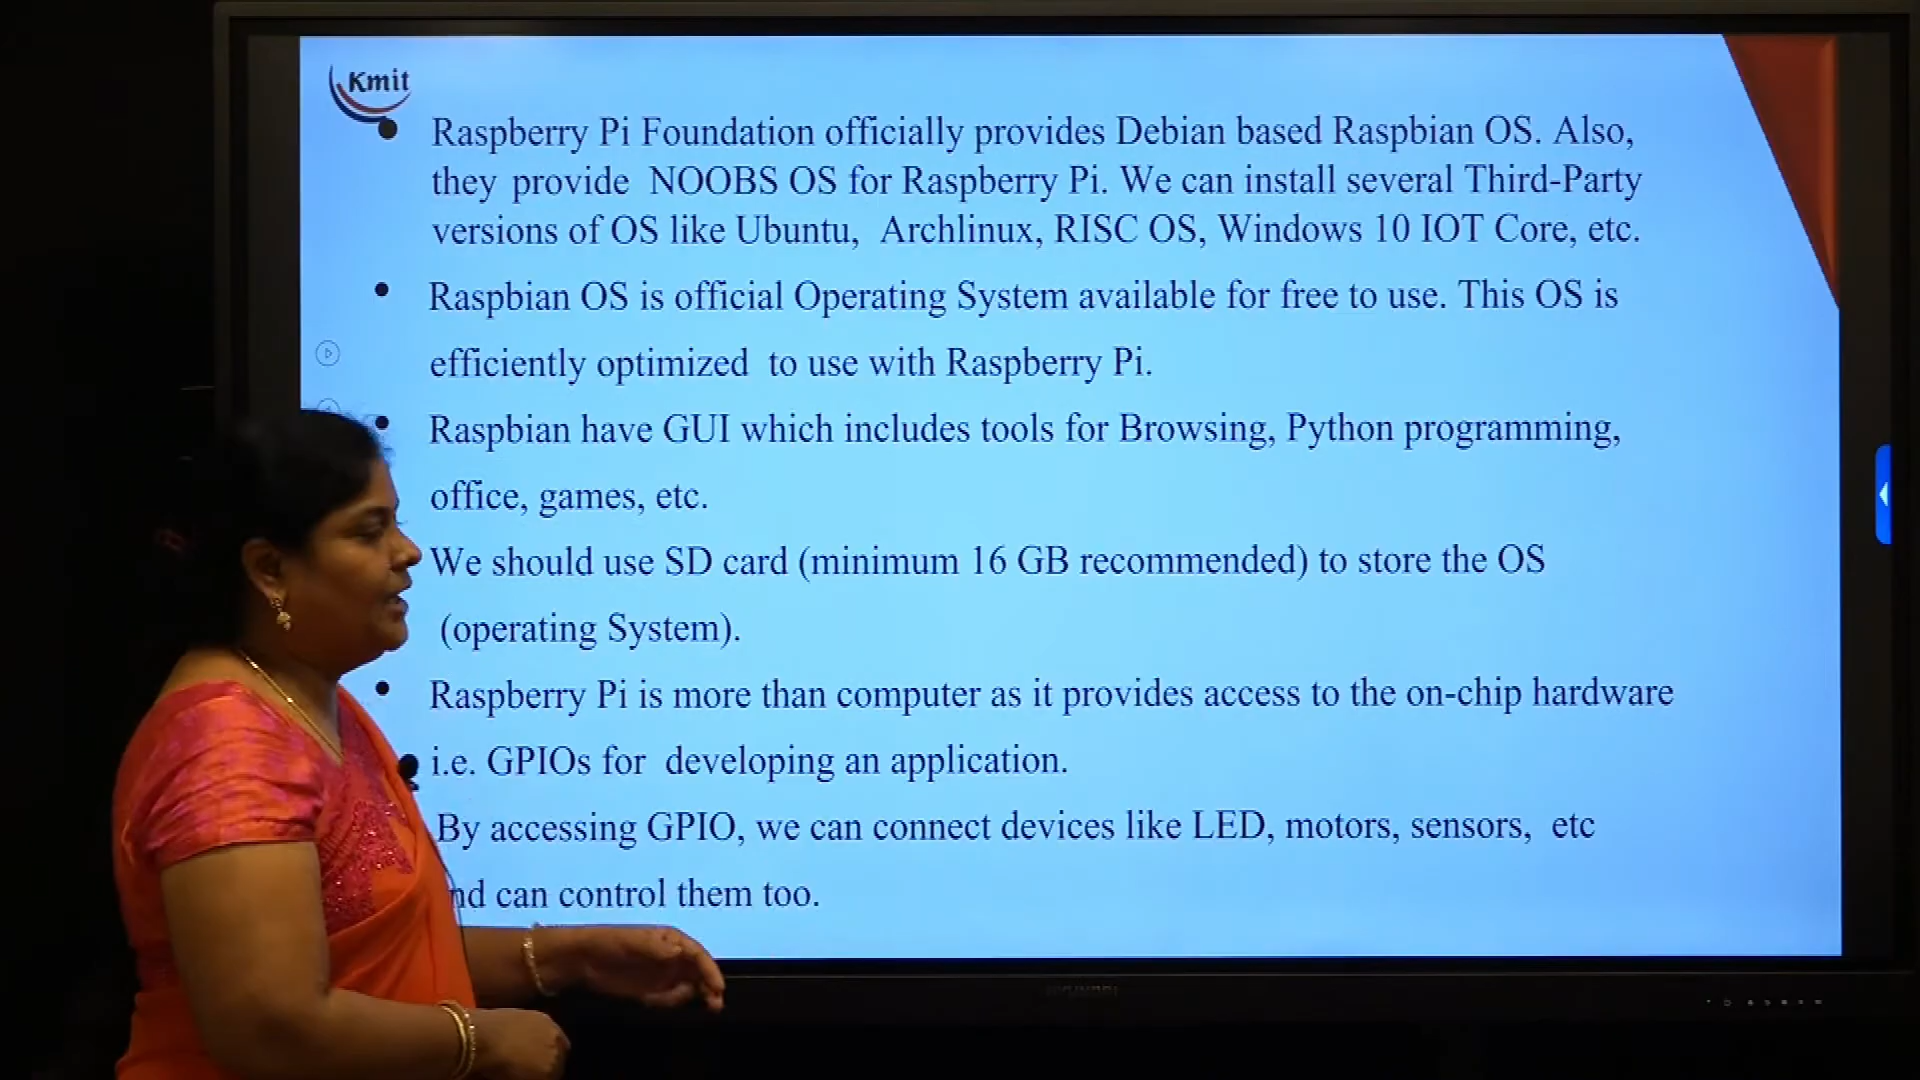 Kmit
Raspberry Pi Foundation officially provides Debian based Raspbian OS. Also,
they provide NOOBS OS for Raspberry Pi. We can install several Third-Party
versions of OS like Ubuntu, Archlinux, RISC OS, Windows 10 IOT Core, etc.
Raspbian OS is official Operating System available for free to use. This OS is
efficiently optimized to use with Raspberry Pi.
Raspbian have GUI which includes tools for Browsing, Python programming,
office, games, etc.
We should use SD card (minimum 16 GB recommended) to store the OS
(operating System).
Raspberry Pi is more than computer as it provides access to the on-chip hardware
i.e. GPIOs for developing an application.
By accessing GPIO, we can connect devices like LED, motors, sensors, etc
nd can control them too.